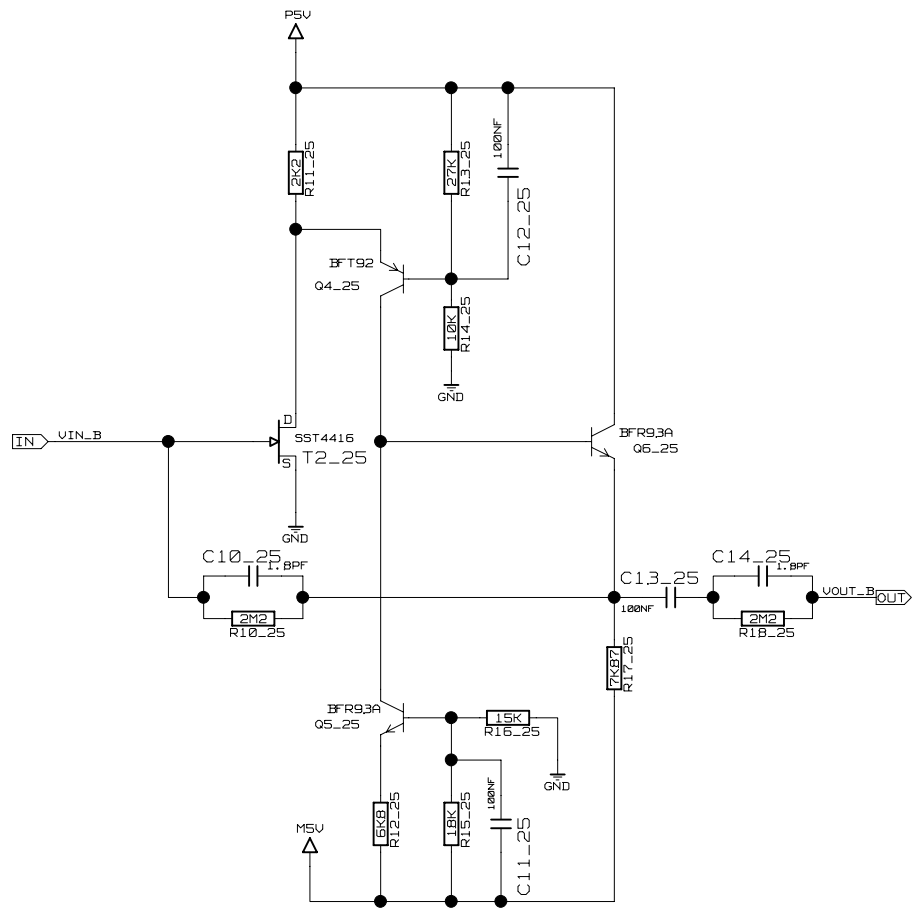 P5V
100NF
2K2
R11_25
27K
R13_25
C12_25
BFT92
Q4_25
10K
R14_25
GND
D
IN
VIN_B
SST4416
BFR93A
S
T2_25
Q6_25
GND
C10_25
1.8PF
C14_25
1.8PF
C13_25
100NF
VOUT_B
OUT
2M2
R10_25
2M2
R18_25
7K87
R17_25
BFR93A
Q5_25
15K
R16_25
GND
100NF
M5V
6K8
R12_25
18K
R15_25
C11_25